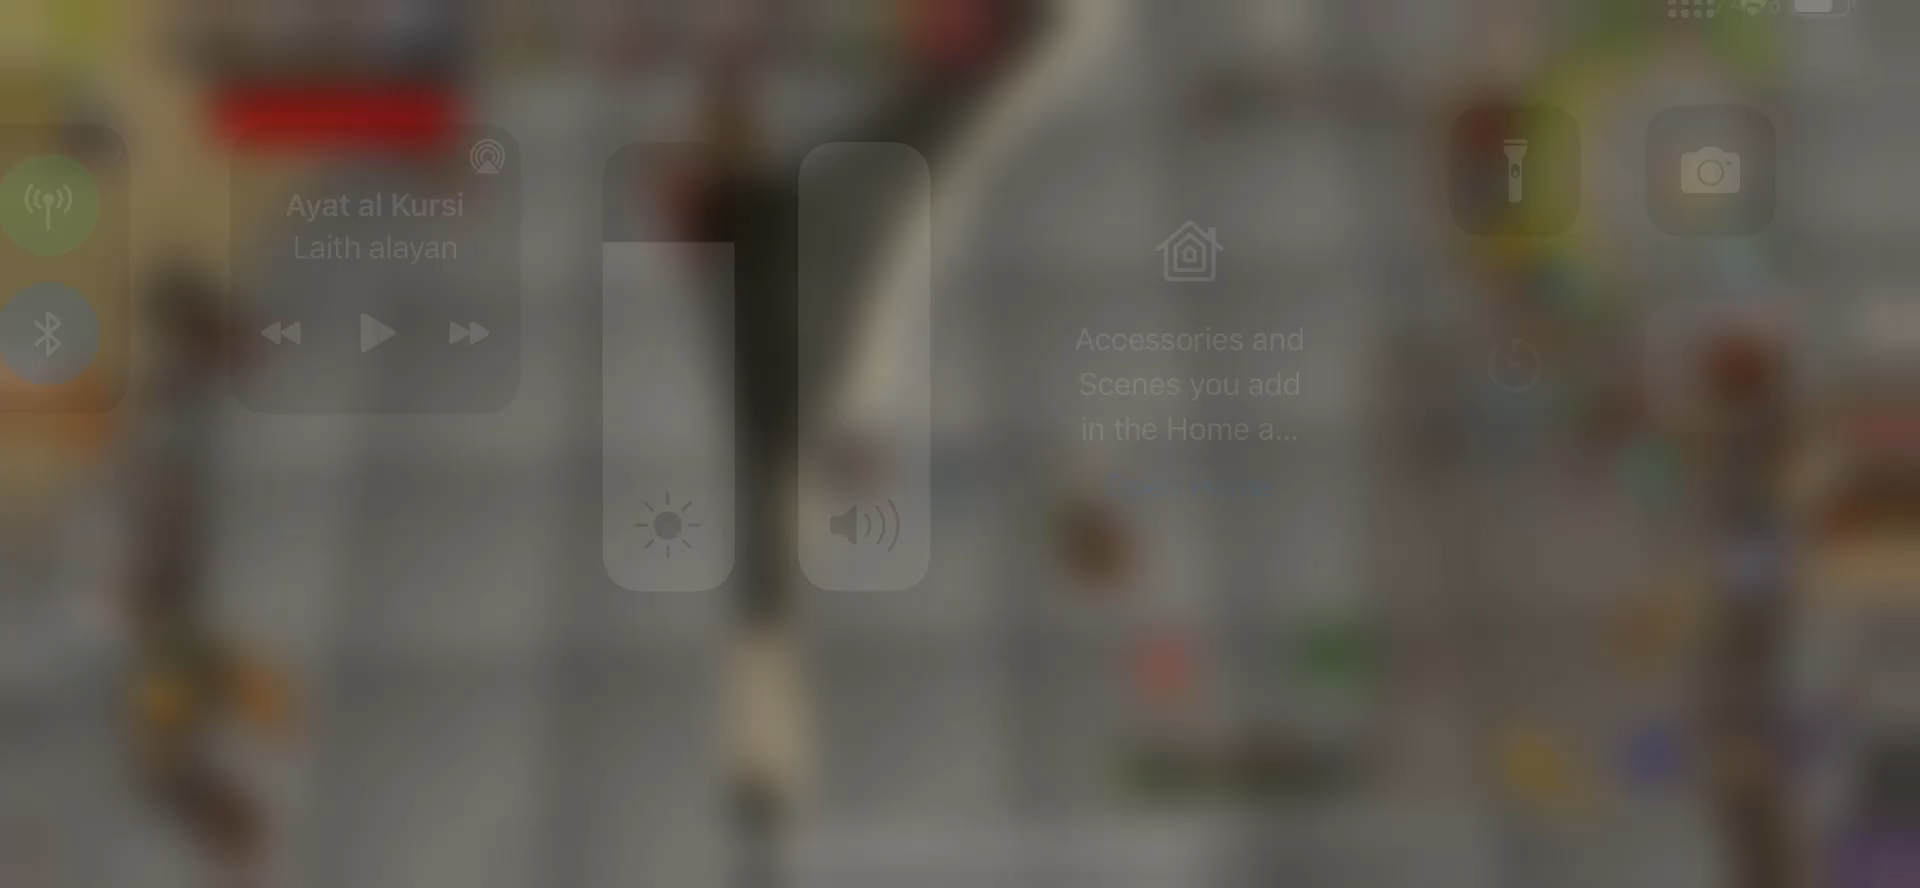 Ayat al Kursi
Laith alayan
Accessories and
Scenes you add
in the Home a...